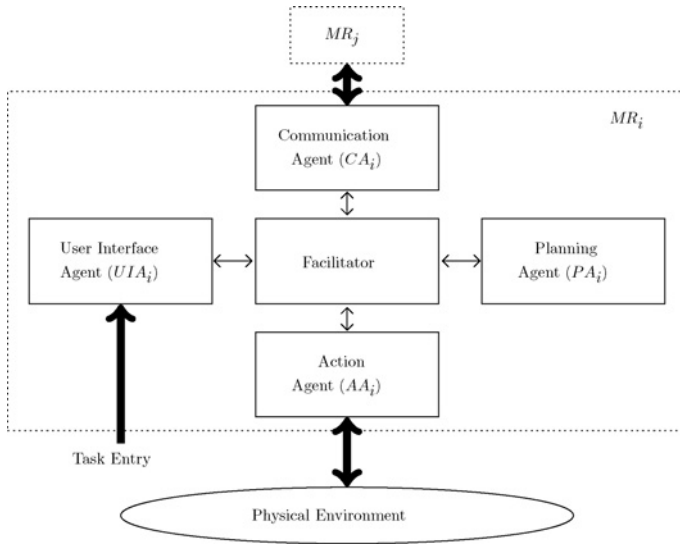 MR_j
MR_i
Communication
Agent (CA_i)
User Interface
Agent (UIA_i)
Facilitator
Planning
Agent (PA_i)
Action
Agent (AA_i)
Task Entry
Physical Environment